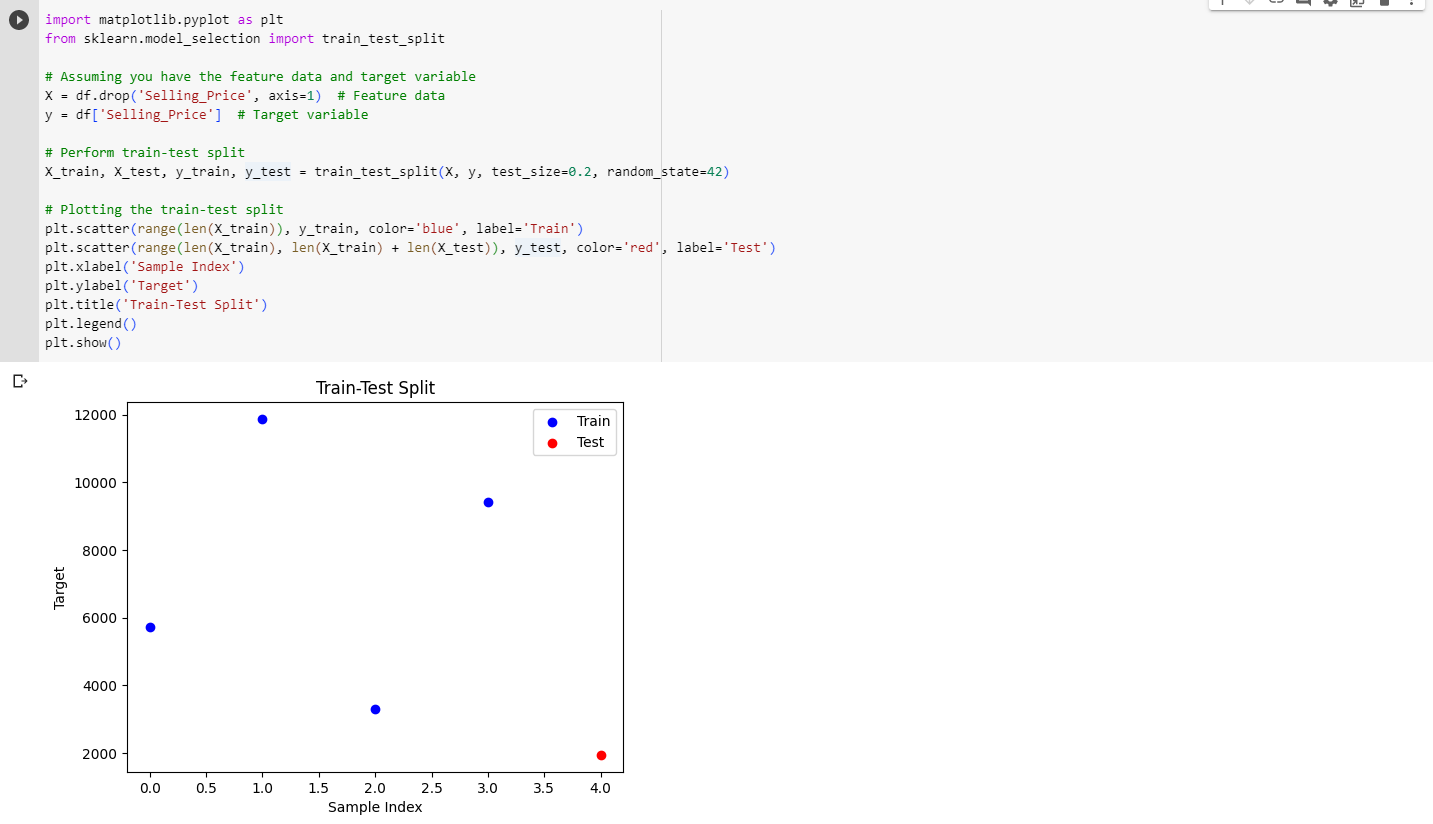 import matplotlib.pyplot as plt
from sklearn.model_selection import train_test_split
# Assuming you have the feature data and target variable
X = df.drop('Selling_Price', axis=1)  # Feature data
y = df['Selling_Price']  # Target variable
# Perform train-test split
X_train, X_test, y_train, y_test = train_test_split(X, y, test_size=0.2, random_state=42)
# Plotting the train-test split
plt.scatter(range(len(X_train)), y_train, color='blue', label='Train')
plt.scatter(range(len(X_train), len(X_train) + len(X_test)), y_test, color='red', label='Test')
plt.xlabel('Sample Index')
plt.ylabel('Target')
plt.title('Train-Test Split')
plt.legend()
plt.show()
Train-Test Split
Train
Test
12000
10000
8000
6000
4000
2000
Target
0.0 0.5 1.0 1.5 2.0 2.5 3.0 3.5 4.0
Sample Index